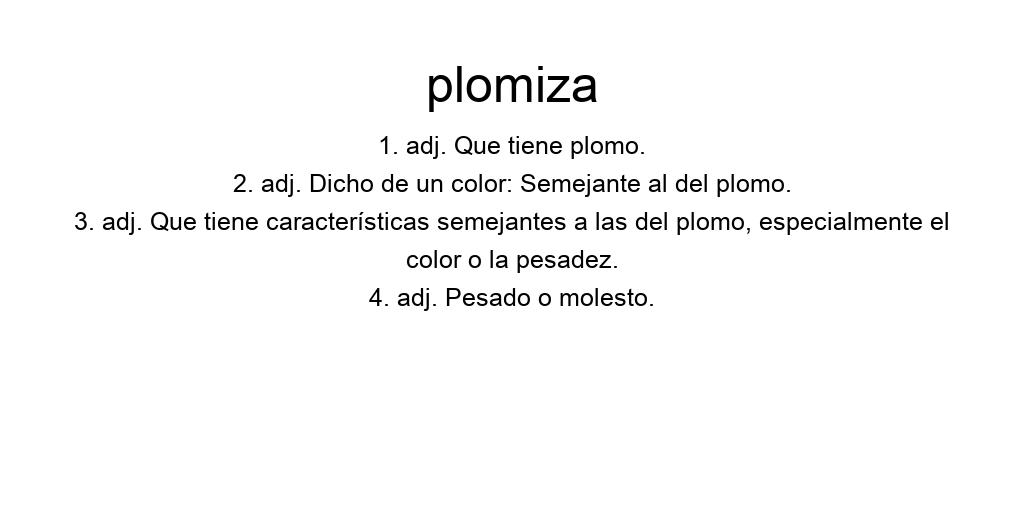 plomiza
1. adj. Que tiene plomo.
2. adj. Dicho de un color: Semejante al del plomo.
3. adj. Que tiene características semejantes a las del plomo, especialmente el
color o la pesadez.
4. adj. Pesado o molesto.